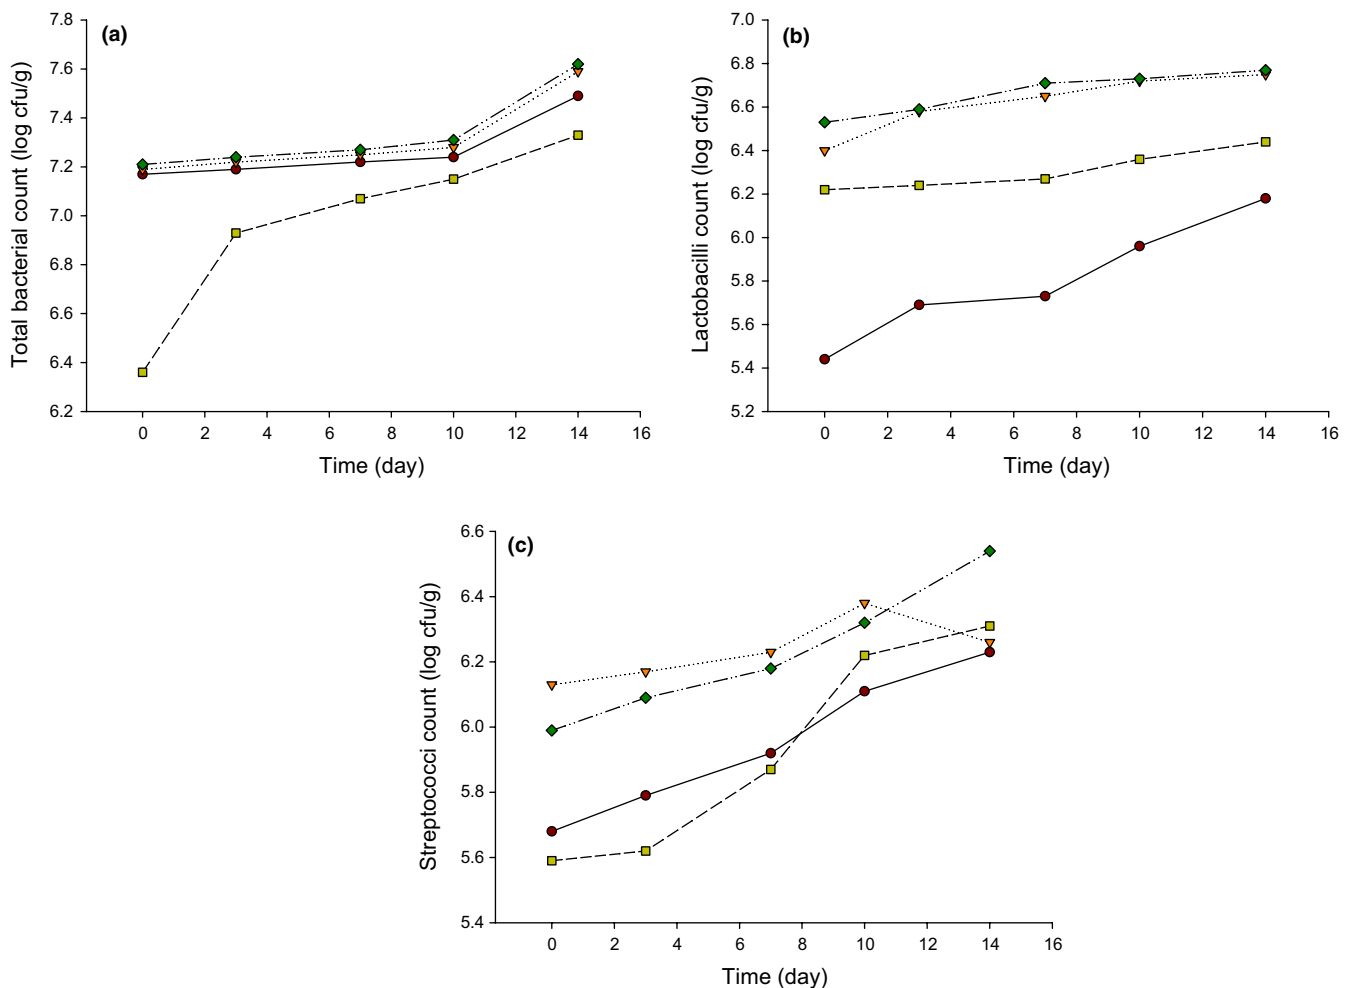 (a)
Total bacterial count (log cfu/g)
7.8
7.6
7.4
7.2
7.0
6.8
6.6
6.4
6.2
0 2 4 6 8 10 12 14 16
Time (day)
(b)
Lactobacilli count (log cfu/g)
7.0
6.8
6.6
6.4
6.2
6.0
5.8
5.6
5.4
5.2
0 2 4 6 8 10 12 14 16
Time (day)
(c)
Streptococci count (log cfu/g)
6.6
6.4
6.2
6.0
5.8
5.6
5.4
0 2 4 6 8 10 12 14 16
Time (day)